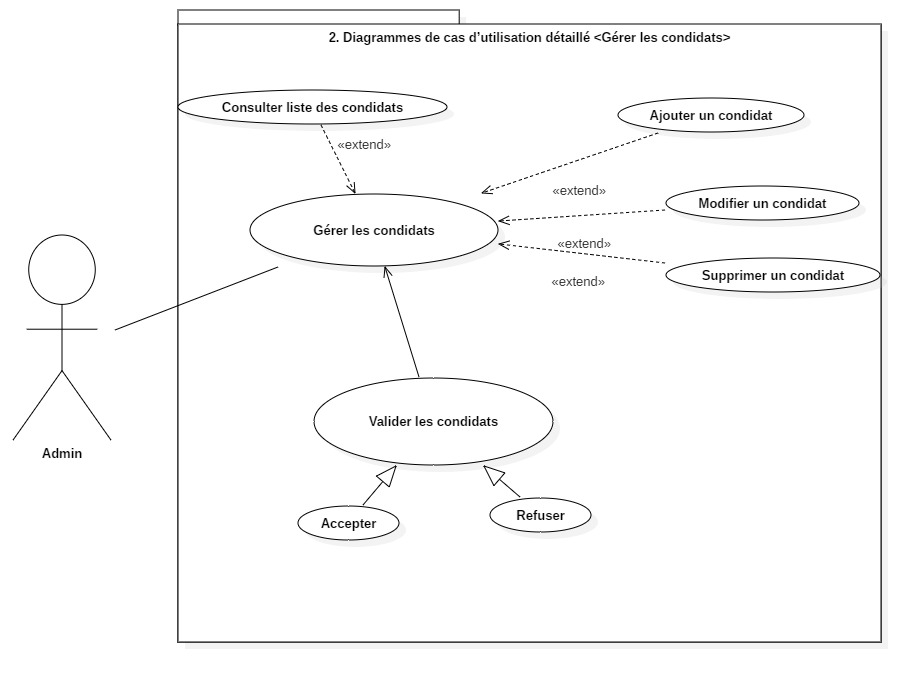 2. Diagrammes de cas d’utilisation détaillé <Gérer les condidats>
Consulter liste des condidats
Ajouter un condidat
«extend»
«extend»
Modifier un condidat
Gérer les condidats
«extend»
Supprimer un condidat
«extend»
Valider les condidats
Admin
Accepter
Refuser